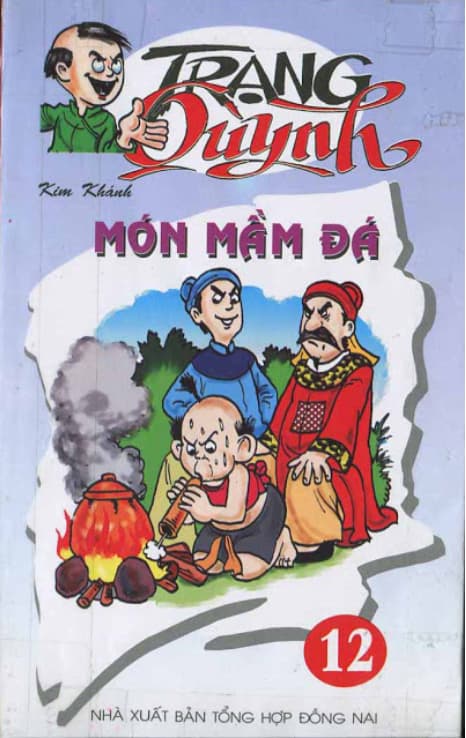 TRẠNG
Quỳnh
Kim Khánh
MÓN MẦM ĐÁ
12
NHÀ XUẤT BẢN TỔNG HỢP ĐỒNG NAI